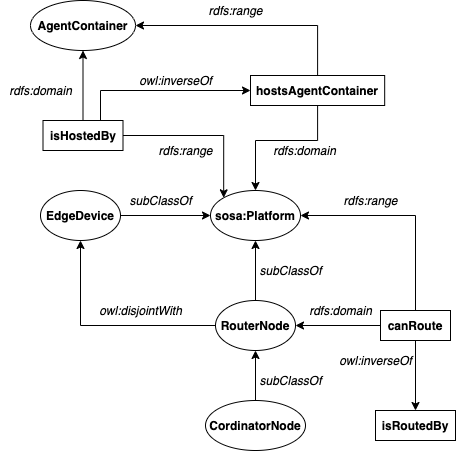 AgentContainer
rdfs:range
rdfs:domain
owl:inverseOf
hostsAgentContainer
isHostedBy
rdfs:range
rdfs:domain
EdgeDevice
subClassOf
sosa:Platform
rdfs:range
subClassOf
owl:disjointWith
RouterNode
rdfs:domain
canRoute
owl:inverseOf
subClassOf
CordinatorNode
isRoutedBy